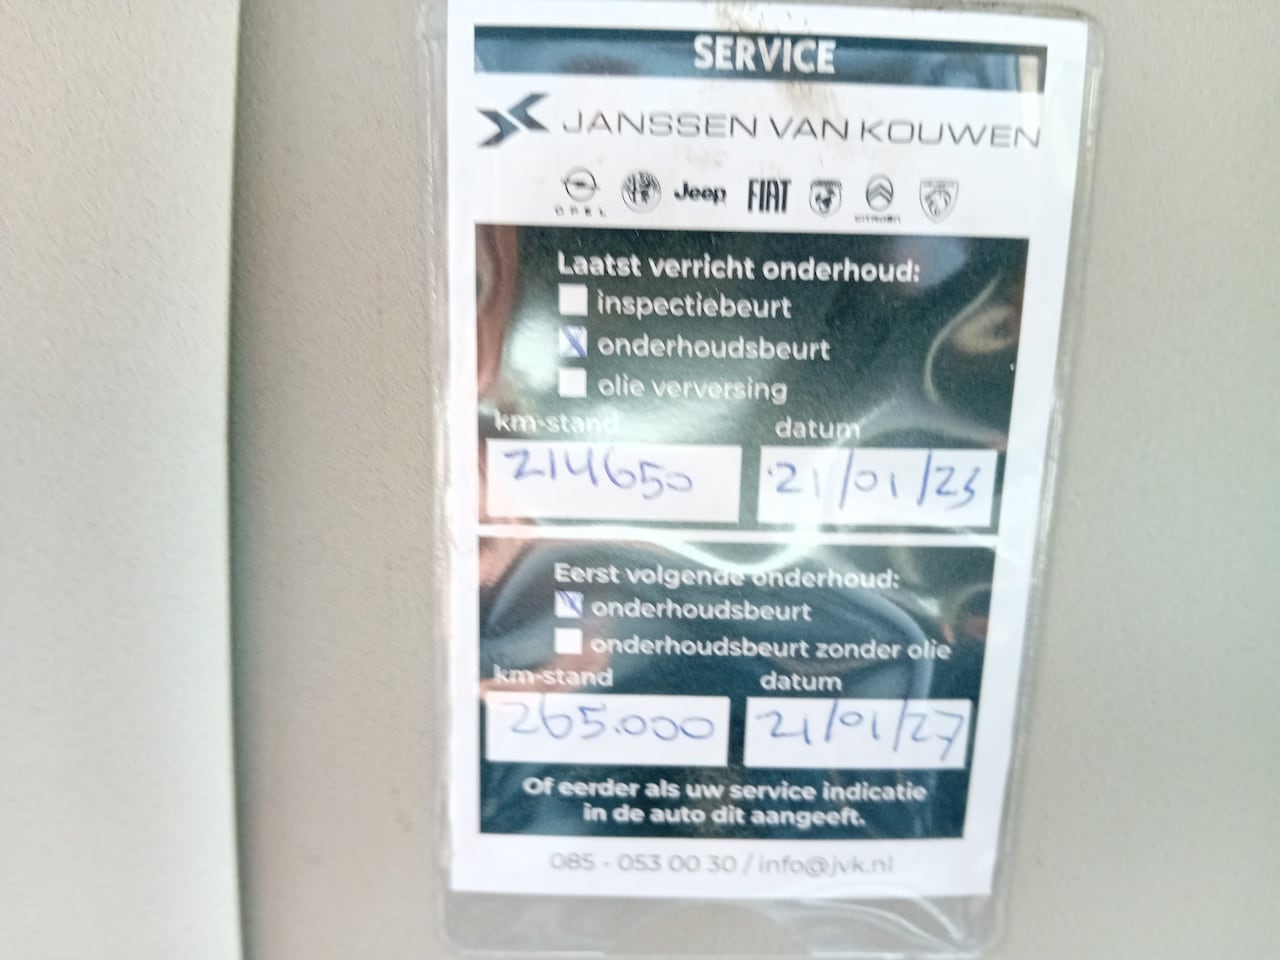 SERVICE
JANSSEN VAN KOUWEN
OPEL Jeep FIAT CITROËN
Laatst verricht onderhoud:
inspectiebeurt
onderhoudsbeurt
olie verversing
km-stand datum
214650 21/01/23
Eerst volgende onderhoud:
onderhoudsbeurt
onderhoudsbeurt zonder olie
km-stand datum
265.000 21/01/27
Of eerder als uw service indicatie
in de auto dit aangeeft.
085 - 053 00 30 / info@jvk.nl